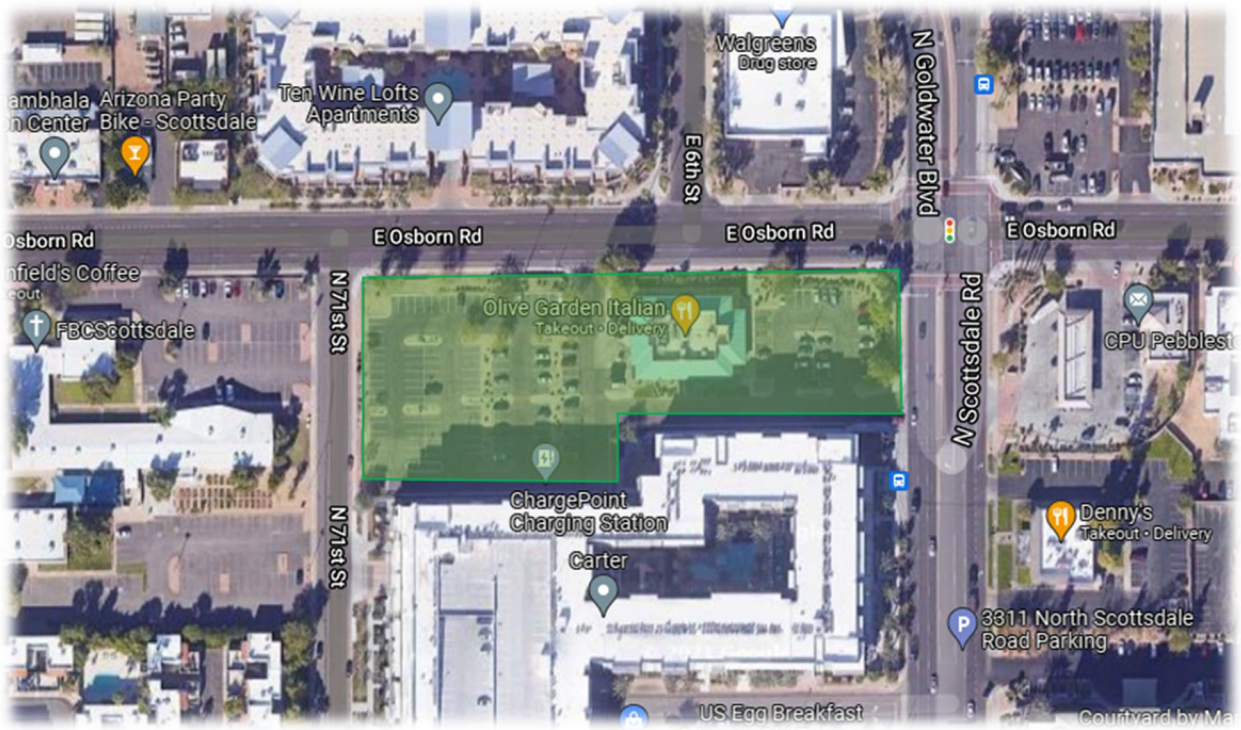 Walgreens
Drug store
N Goldwater Blvd
Ten Wine Lofts
Apartments
ambhala
n Center
Arizona Party
Bike - Scottsdale
E 6th St
Osborn Rd
E Osborn Rd
E Osborn Rd
E Osborn Rd
nfield's Coffee
eout
N 71st St
FBCScottsdale
Olive Garden Italian
Takeout • Delivery
N Scottsdale Rd
CPU Pebblest
ChargePoint
Charging Station
N 71st St
Denny's
Takeout • Delivery
Carter
P
3311 North Scottsdale
Road Parking
US Egg Breakfast
Courtyard by Mar